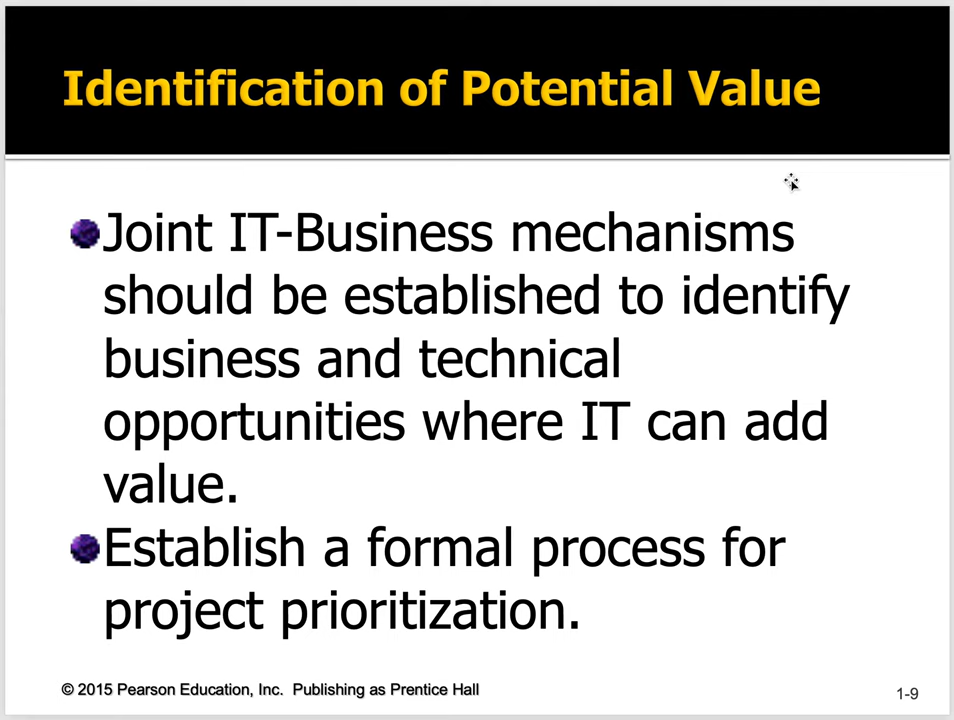 Identification of Potential Value
Joint IT-Business mechanisms
should be established to identify
business and technical
opportunities where IT can add
value.
Establish a formal process for
project prioritization.
© 2015 Pearson Education, Inc.  Publishing as Prentice Hall
1-9